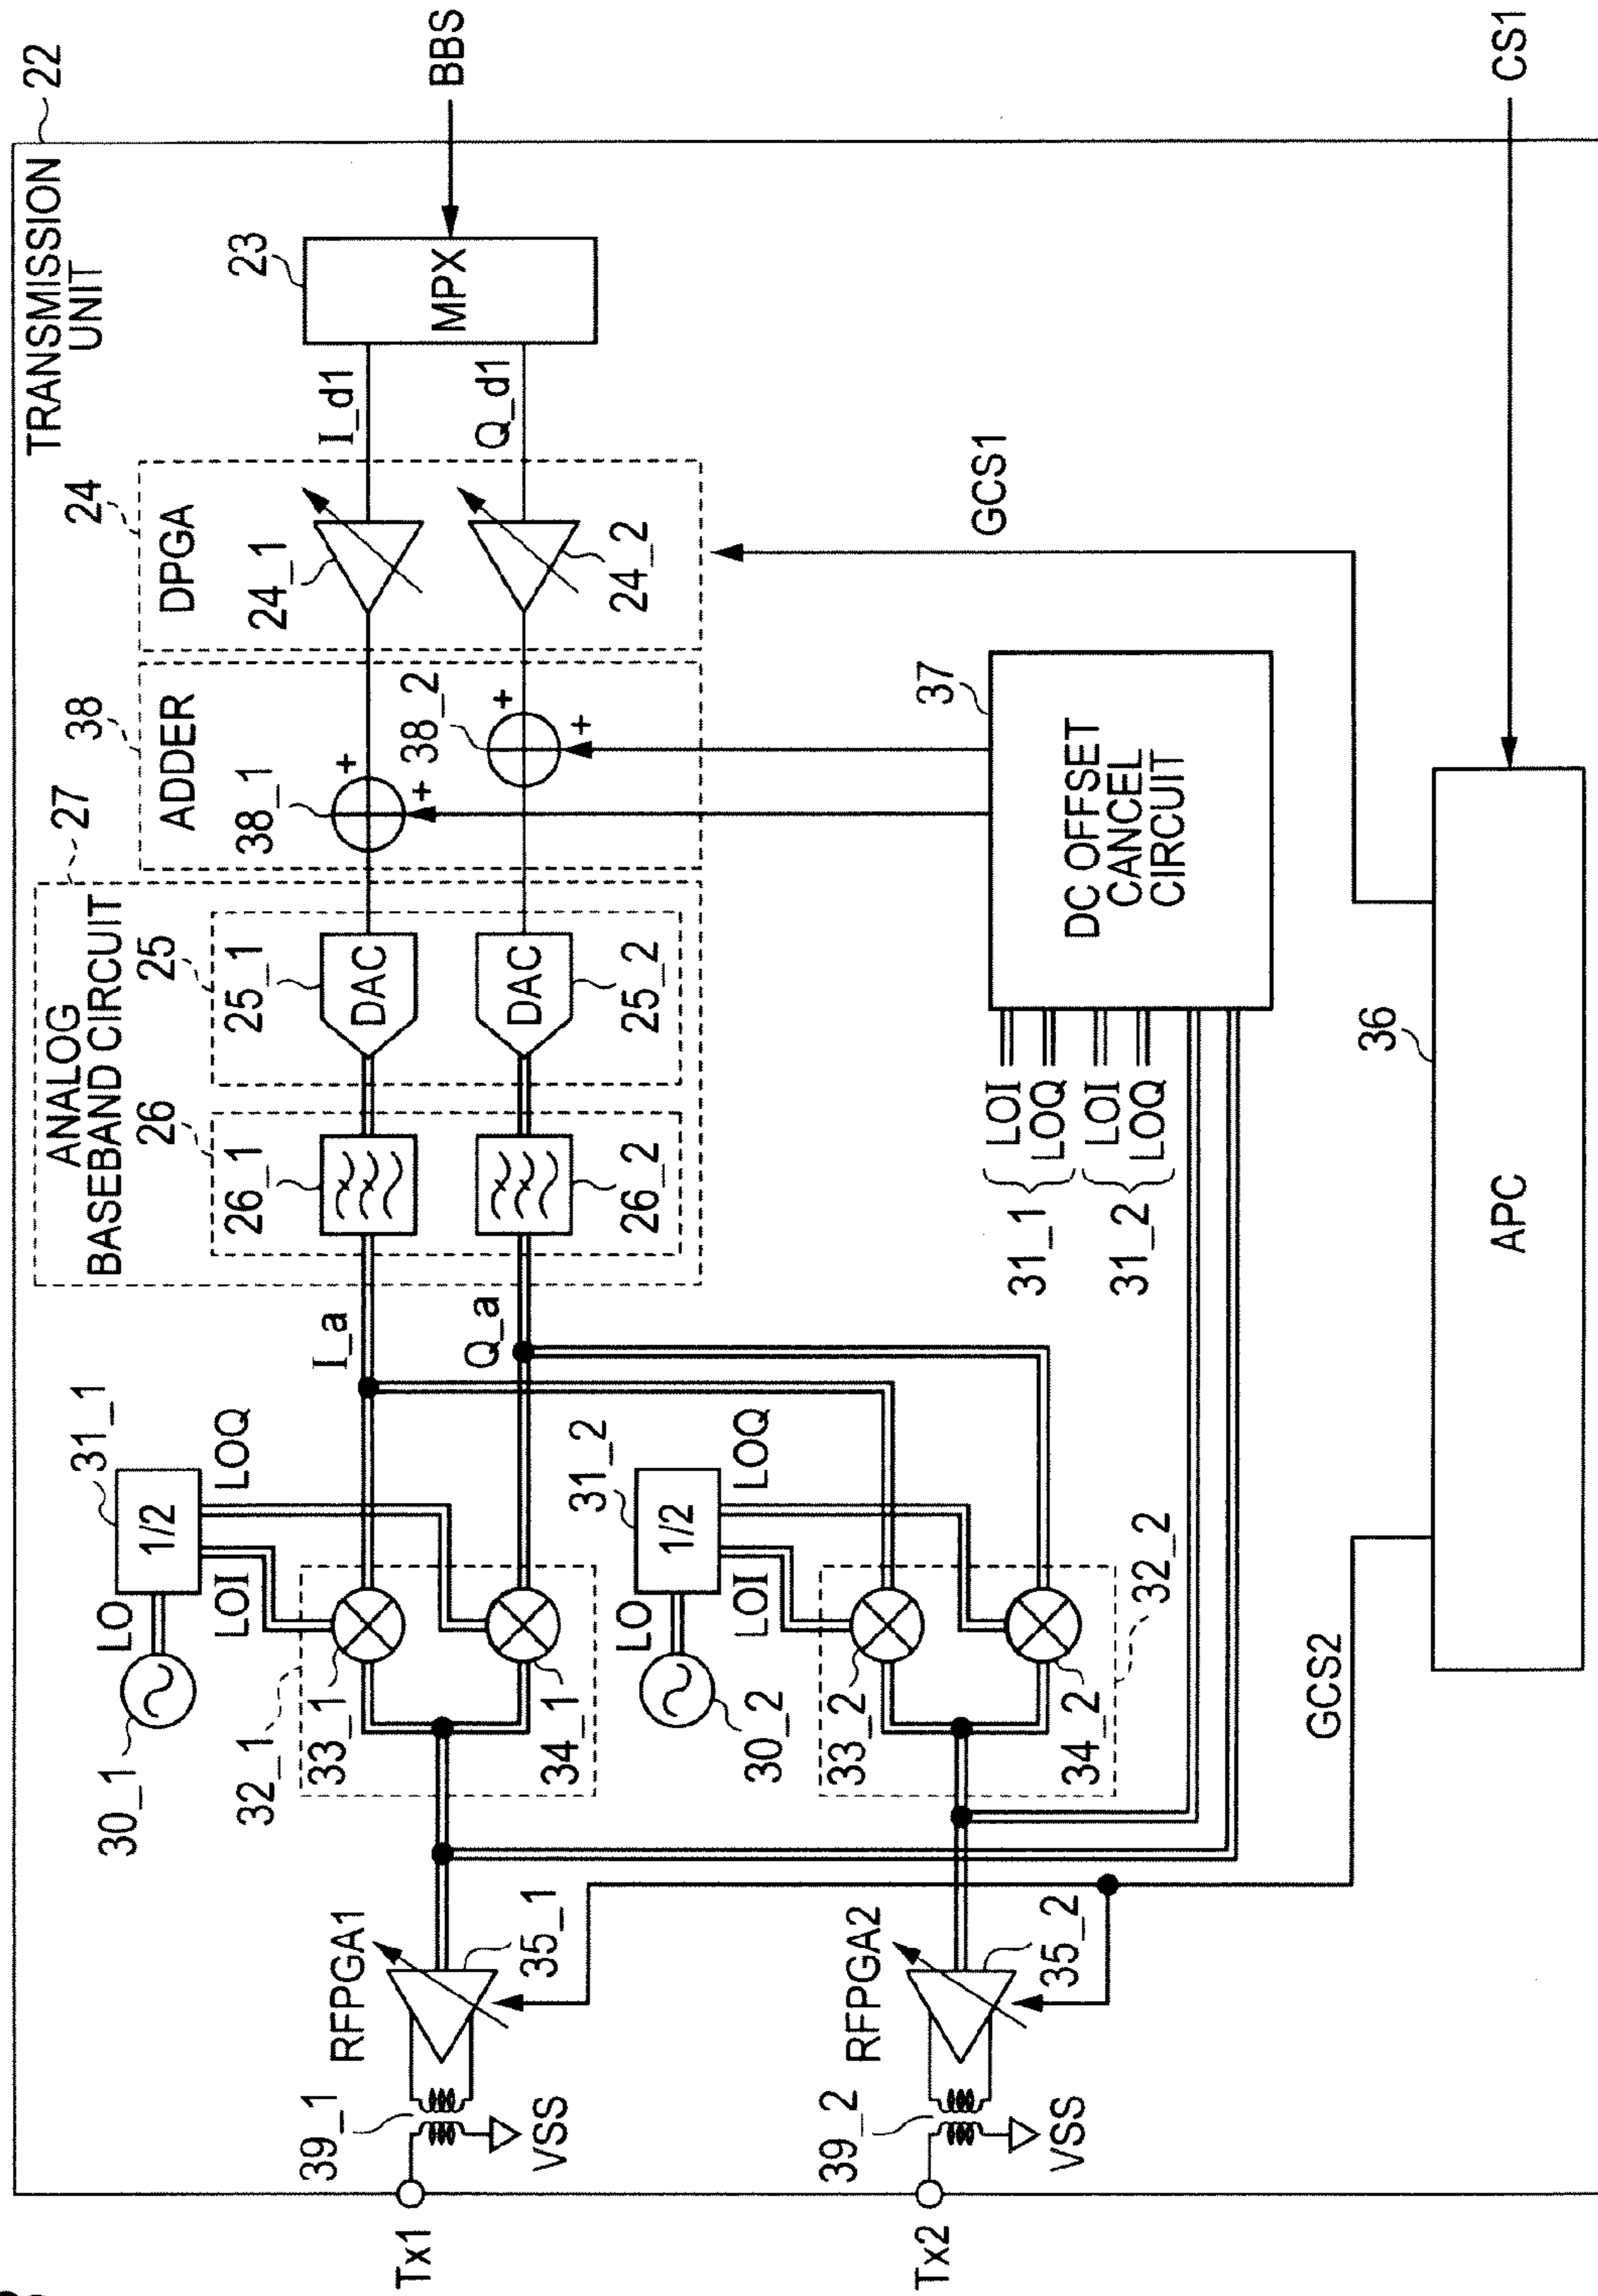 TRANSMISSION
UNIT
22
ANALOG
BASEBAND CIRCUIT
27
38
ADDER
24
DPGA
23
MPX
BBS
I_d1
Q_d1
24_1
24_2
38_1
38_2
+
+
+
+
25
25_1
DAC
DAC
25_2
26
26_1
26_2
I_a
Q_a
31_1
1/2
LO
LOI
LOQ
30_1
32_1
33_1
34_1
31_2
1/2
LO
LOI
LOQ
30_2
33_2
34_2
32_2
RFPGA1
35_1
39_1
VSS
Tx1
RFPGA2
35_2
39_2
VSS
Tx2
LOI
LOQ
31_1
LOI
LOQ
31_2
37
DC OFFSET
CANCEL
CIRCUIT
GCS1
GCS2
36
APC
CS1